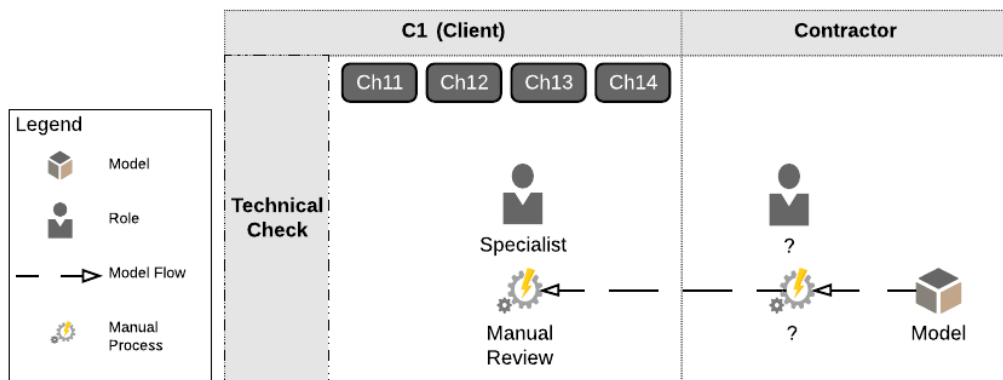 C1 (Client)
Contractor
Ch11 Ch12 Ch13 Ch14
Legend
Model
Role
Model Flow
Manual
Process
Technical
Check
Specialist
?
Manual
Review
?
Model